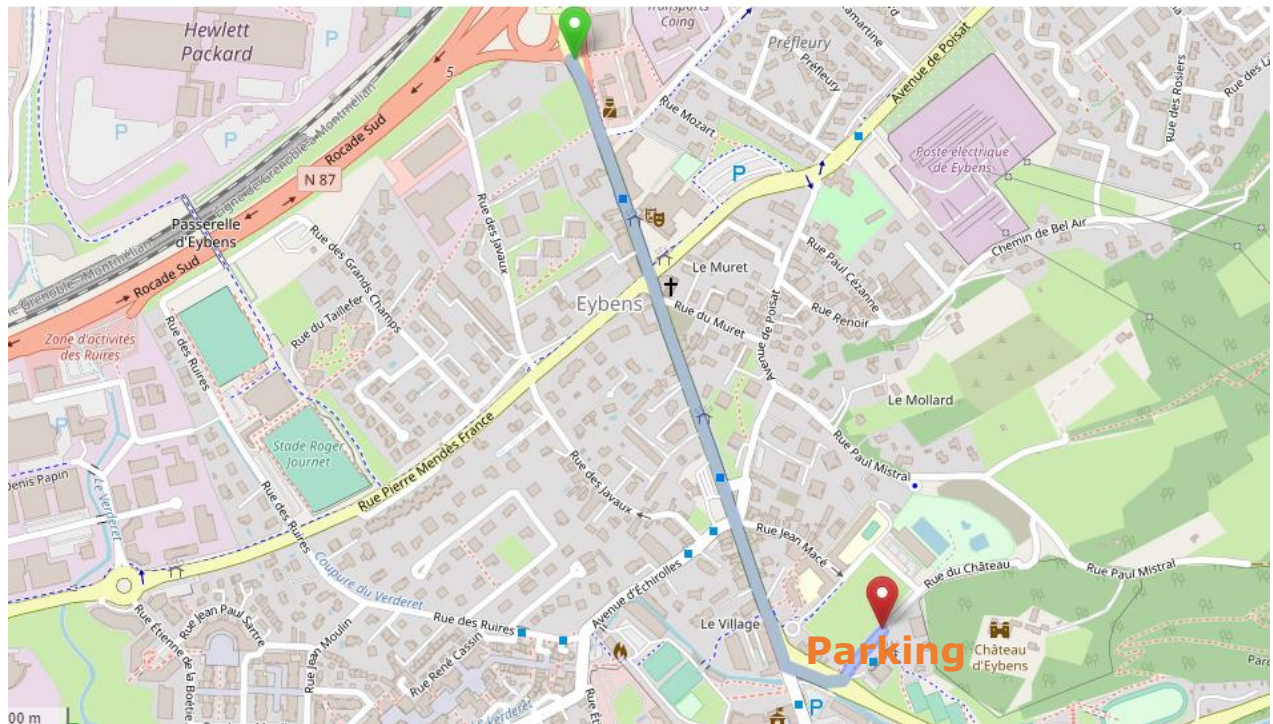 Hewlett
Packard
P
P
P
5
Transports
Coing
Préfleury
Préfleury
Avenue de Poisat
Rue des Rosiers
Rue Mozart
Rocade Sud
N 87
P
Poste électrique
de Eybens
Passerelle
d'Eybens
Rue des Javaux
Rocade Sud
Rue des Grands Champs
Chemin de Bel Air
Rue Paul Cézanne
Le Muret
Eybens
Rue du Muret
Rue Renoir
Rue du Taillefer
Avenue de Poisat
Zone d'activités
des Ruires
Rue des Ruires
Le Mollard
P
Stade Roger
Journet
Rue Pierre Mendès France
Rue Paul Mistral
Denis Papin
Le Verderet
Rue des Ruires
Rue des Javaux
Rue Jean Macé
Coupure du Verderet
Avenue d'Échirolles
Rue du Château
Rue Paul Mistral
Rue Étienne de la Boétie
Rue Jean Paul Sartre
Rue Jean Moulin
Rue des Ruires
Rue René Cassin
Le Village
Parking
Château
d'Eybens
Le Verderet
P
00 m